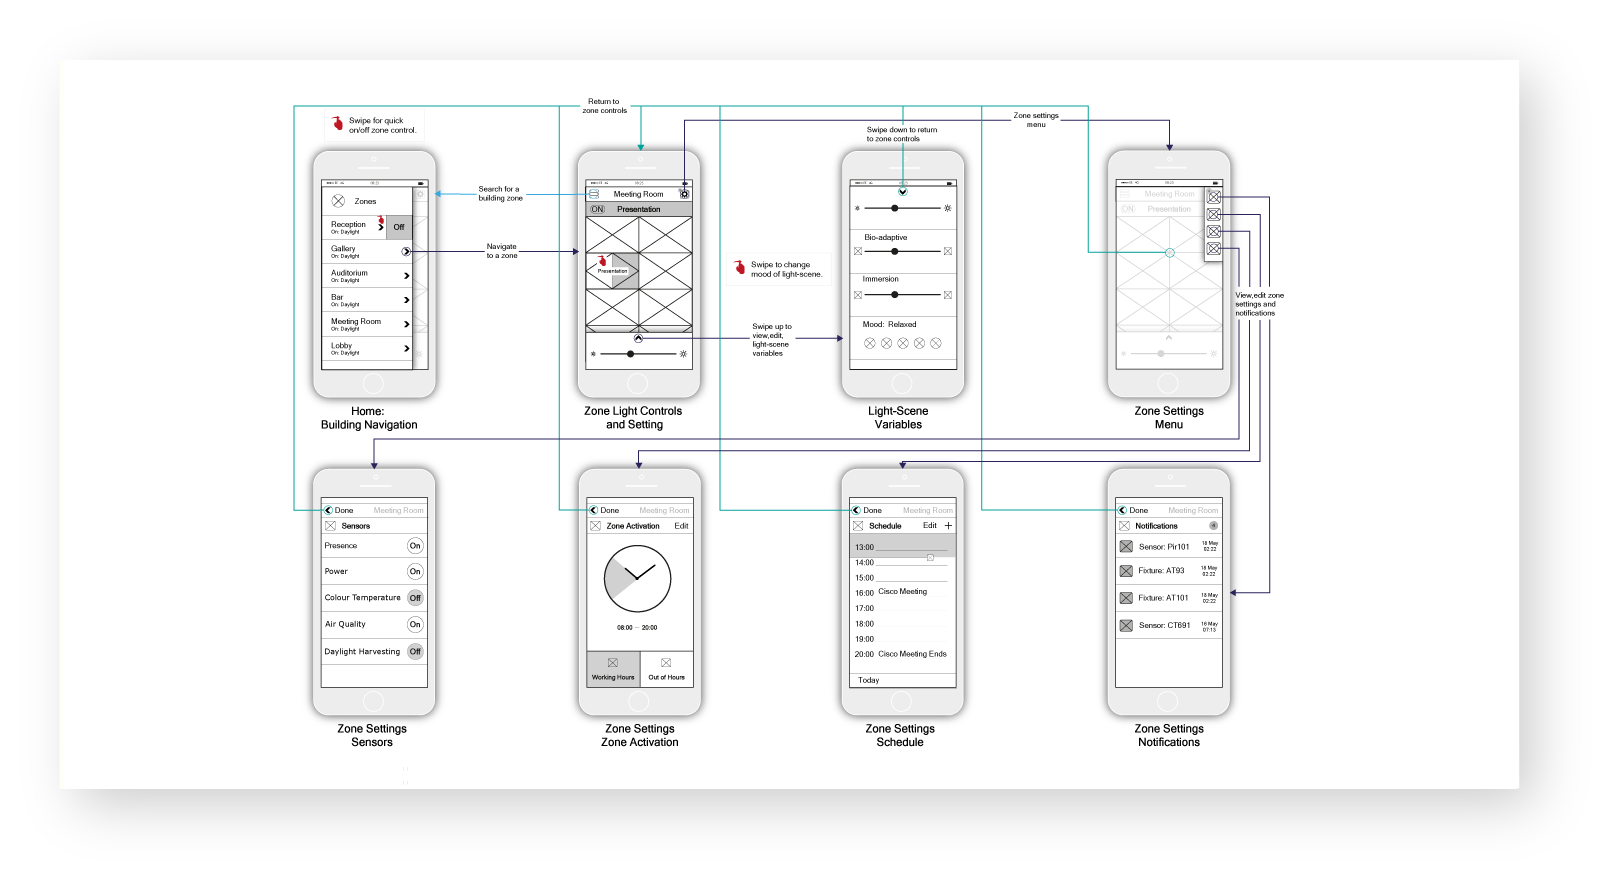 Return to
zone controls
Swipe for quick
on/off zone control.
Zone settings
menu
Swipe down to return
to zone controls
Zones
Reception
On: Daylight
Off
Gallery
On: Daylight
Auditorium
On: Daylight
Bar
On: Daylight
Meeting Room
On: Daylight
Lobby
On: Daylight
Home:
Building Navigation
Search for a
building zone
Navigate
to a zone
Meeting Room
ON
Presentation
Presentation
Zone Light Controls
and Setting
Swipe to change
mood of light-scene.
Swipe up to
view,edit,
light-scene
variables
Bio-adaptive
Immersion
Mood: Relaxed
Light-Scene
Variables
Meeting Room
ON
Presentation
Zone Settings
Menu
View,edit zone
settings and
notifications
Done
Meeting Room
Sensors
Presence
On
Power
On
Colour Temperature
Off
Air Quality
On
Daylight Harvesting
Off
Zone Settings
Sensors
Done
Meeting Room
Zone Activation
Edit
08:00 — 20:00
Working Hours
Out of Hours
Zone Settings
Zone Activation
Done
Meeting Room
Schedule
Edit +
13:00
14:00
15:00
16:00 Cisco Meeting
17:00
18:00
19:00
20:00 Cisco Meeting Ends
Today
Zone Settings
Schedule
Done
Meeting Room
Notifications
4
Sensor: Pir101
18 May
02:22
Fixture: AT93
18 May
02:22
Fixture: AT101
18 May
02:22
Sensor: CT691
16 May
07:13
Zone Settings
Notifications